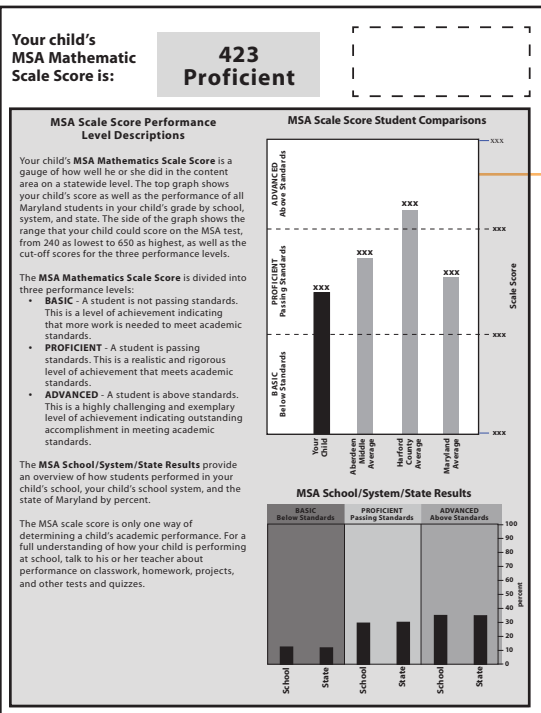 Your child's
MSA Mathematic
Scale Score is:
423
Proficient
MSA Scale Score Performance
Level Descriptions
Your child's MSA Mathematics Scale Score is a
gauge of how well he or she did in the content
area on a statewide level. The top graph shows
your child's score as well as the performance of all
Maryland students in your child's grade by school,
system, and state. The side of the graph shows the
range that your child could score on the MSA test,
from 240 as lowest to 650 as highest, as well as the
cut-off scores for the three performance levels.
The MSA Mathematics Scale Score is divided into
three performance levels:
• BASIC - A student is not passing standards.
This is a level of achievement indicating
that more work is needed to meet academic
standards.
• PROFICIENT - A student is passing
standards. This is a realistic and rigorous
level of achievement that meets academic
standards.
• ADVANCED - A student is above standards.
This is a highly challenging and exemplary
level of achievement indicating outstanding
accomplishment in meeting academic
standards.
The MSA School/System/State Results provide
an overview of how students performed in your
child's school, your child's school system, and the
state of Maryland by percent.
The MSA scale score is only one way of
determining a child's academic performance. For a
full understanding of how your child is performing
at school, talk to his or her teacher about
performance on classwork, homework, projects,
and other tests and quizzes.
MSA Scale Score Student Comparisons
ADVANCED
Above Standards
PROFICIENT
Passing Standards
BASIC
Below Standards
xxx
xxx
xxx
xxx
xxx
xxx
xxx
xxx
Scale Score
Your
Child
Aberdeen
Middle
Average
Harford
County
Average
Maryland
Average
MSA School/System/State Results
BASIC
Below Standards
PROFICIENT
Passing Standards
ADVANCED
Above Standards
100
90
80
70
60
50
40
30
20
10
0
percent
School
State
School
State
School
State